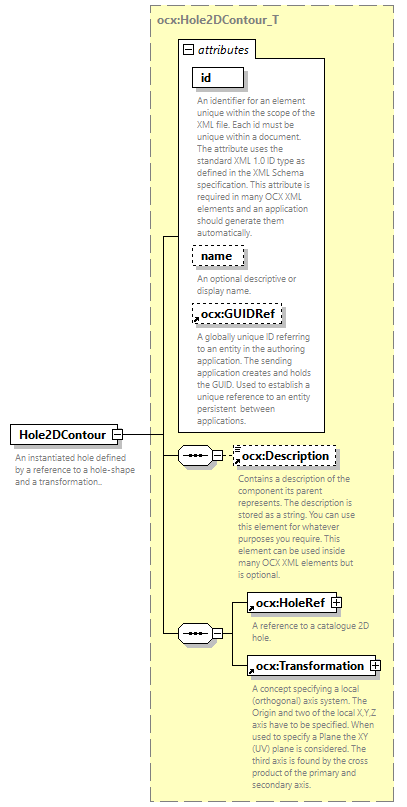 ocx:Hole2DContour_T
attributes
id
An identifier for an element
unique within the scope of the
XML file. Each id must be
unique within a document.
The attribute uses the
standard XML 1.0 ID type as
defined in the XML Schema
specification. This attribute is
required in many OCX XML
elements and an application
should generate them
automatically.
name
An optional descriptive or
display name.
ocx:GUIDRef
A globally unique ID referring
to an entity in the authoring
application. The sending
application creates and holds
the GUID. Used to establish a
unique reference to an entity
persistent between
applications.
Hole2DContour
An instantiated hole defined
by a reference to a hole-shape
and a transformation..
ocx:Description
Contains a description of the
component its parent
represents. The description is
stored as a string. You can use
this element for whatever
purposes you require. This
element can be used inside
many OCX XML elements but
is optional.
ocx:HoleRef
A reference to a catalogue 2D
hole.
ocx:Transformation
A concept specifying a local
(orthogonal) axis system. The
Origin and two of the local X,Y,Z
axis have to be specified. When
used to specify a Plane the XY
(UV) plane is considered. The
third axis is found by the cross
product of the primary and
secondary axis.